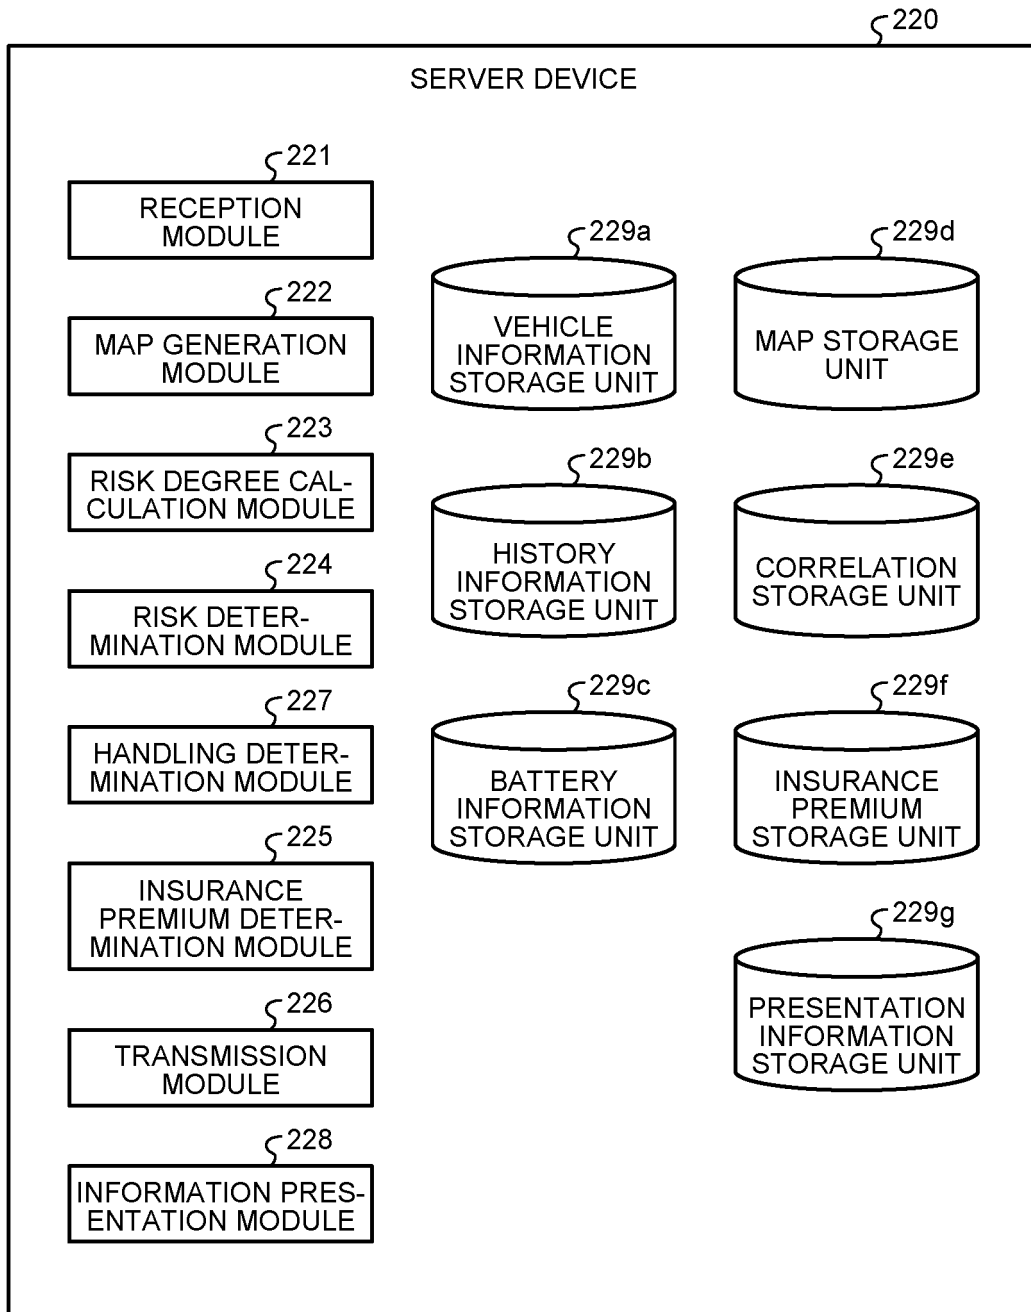 220
SERVER DEVICE
221
RECEPTION
MODULE
222
MAP GENERATION
MODULE
223
RISK DEGREE CAL-
CULATION MODULE
224
RISK DETER-
MINATION MODULE
227
HANDLING DETER-
MINATION MODULE
225
INSURANCE
PREMIUM DETER-
MINATION MODULE
226
TRANSMISSION
MODULE
228
INFORMATION PRES-
ENTATION MODULE
229a
VEHICLE
INFORMATION
STORAGE UNIT
229b
HISTORY
INFORMATION
STORAGE UNIT
229c
BATTERY
INFORMATION
STORAGE UNIT
229d
MAP STORAGE
UNIT
229e
CORRELATION
STORAGE UNIT
229f
INSURANCE
PREMIUM
STORAGE UNIT
229g
PRESENTATION
INFORMATION
STORAGE UNIT